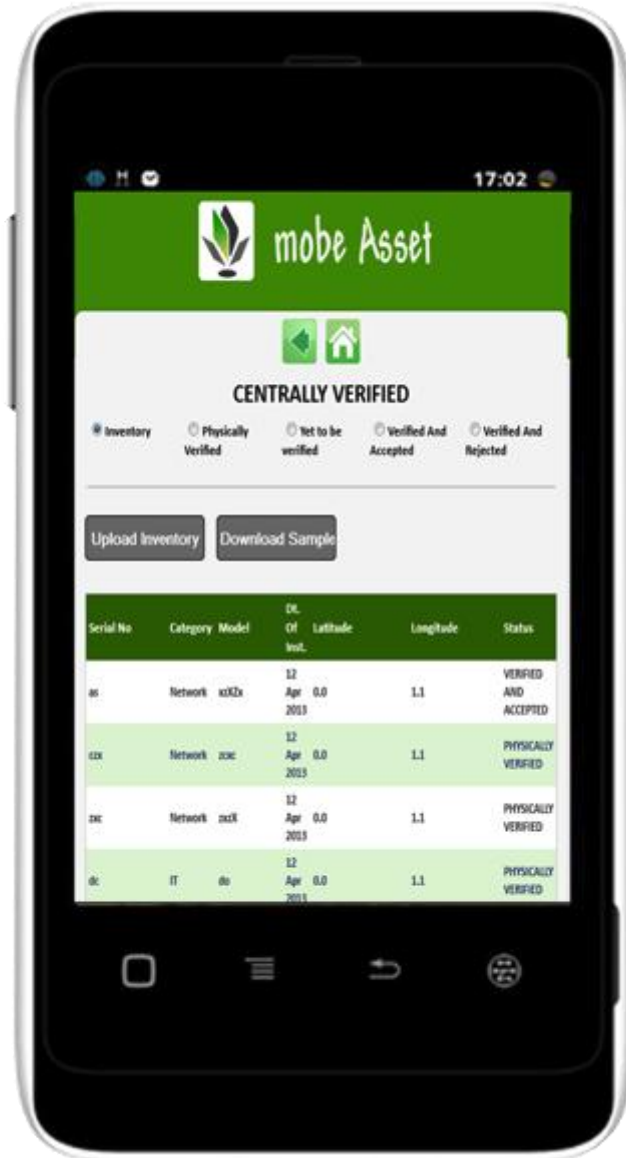 17:02
mobe Asset
CENTRALLY VERIFIED
Inventory Physically Verified Yet to be verified Verified And Accepted Verified And Rejected
Upload Inventory Download Sample
Serial No Category Model Dt. Of Inst. Latitude Longitude Status
as Network 12 Apr 2013 0.0 1.1 VERIFIED AND ACCEPTED
Network 12 Apr 2013 0.0 1.1 PHYSICALLY VERIFIED
zxc Network 12 Apr 2013 0.0 1.1 PHYSICALLY VERIFIED
dc IT 12 Apr 2013 0.0 1.1 PHYSICALLY VERIFIED